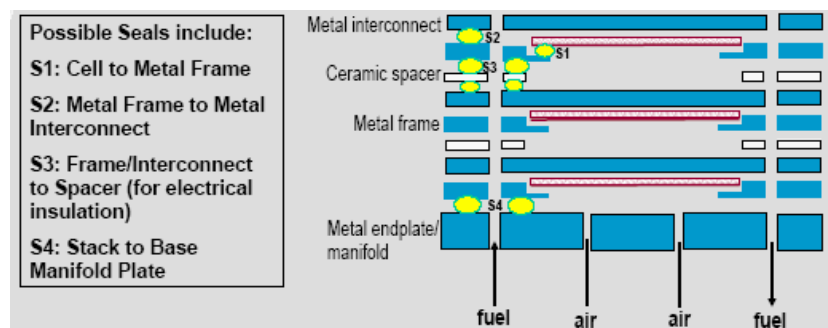 Possible Seals include:
S1: Cell to Metal Frame
S2: Metal Frame to Metal
Interconnect
S3: Frame/Interconnect
to Spacer (for electrical
insulation)
S4: Stack to Base
Manifold Plate
Metal interconnect
S2
S1
Ceramic spacer
S3
Metal frame
S4
Metal endplate/
manifold
fuel
air
air
fuel